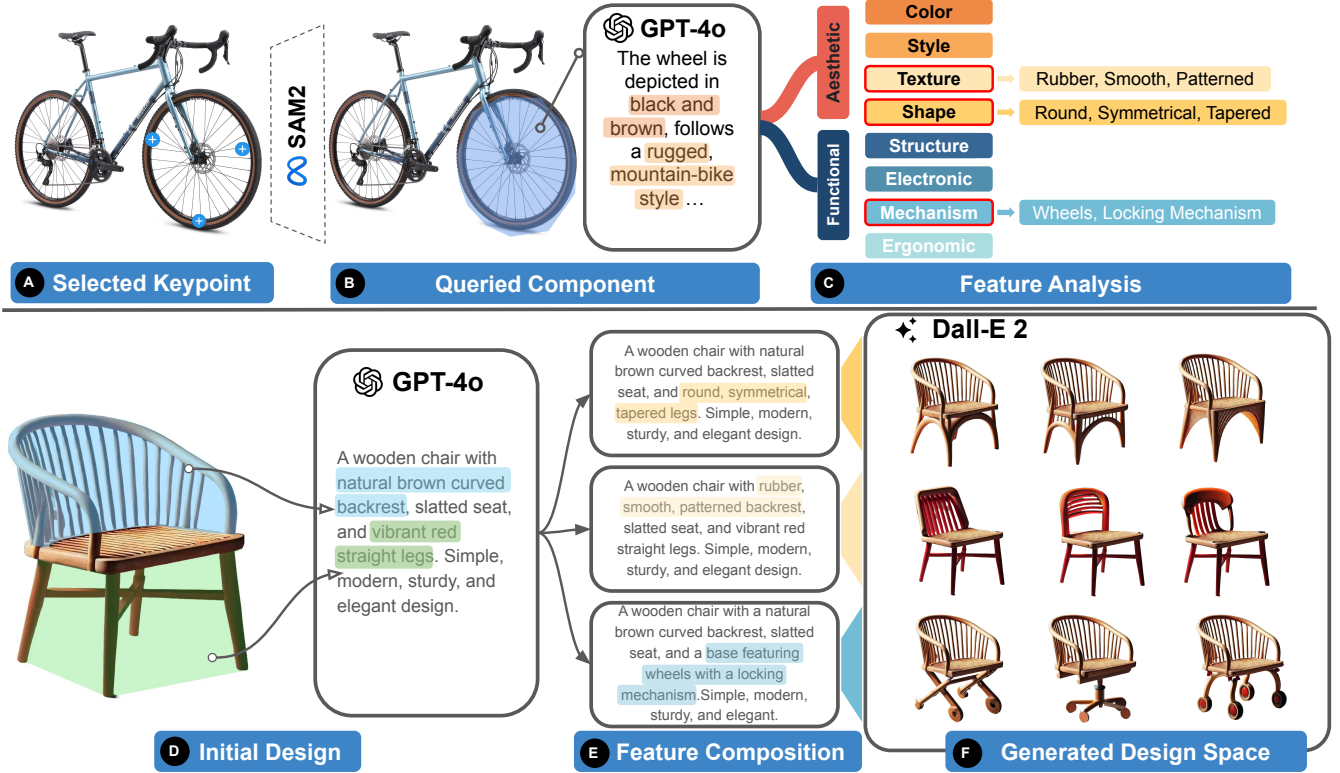 SAM2
GPT-4o
The wheel is
depicted in
black and
brown, follows
a rugged,
mountain-bike
style ...
Aesthetic
Functional
Color
Style
Texture
Shape
Structure
Electronic
Mechanism
Ergonomic
Rubber, Smooth, Patterned
Round, Symmetrical, Tapered
Wheels, Locking Mechanism
A Selected Keypoint
B Queried Component
C Feature Analysis
GPT-4o
A wooden chair with
natural brown curved
backrest, slatted seat,
and vibrant red
straight legs. Simple,
modern, sturdy, and
elegant design.
A wooden chair with natural
brown curved backrest, slatted
seat, and round, symmetrical,
tapered legs. Simple, modern,
sturdy, and elegant design.
A wooden chair with rubber,
smooth, patterned backrest,
slatted seat, and vibrant red
straight legs. Simple, modern,
sturdy, and elegant design.
A wooden chair with a natural
brown curved backrest, slatted
seat, and a base featuring
wheels with a locking
mechanism.Simple, modern,
sturdy, and elegant.
Dall-E 2
D Initial Design
E Feature Composition
F Generated Design Space